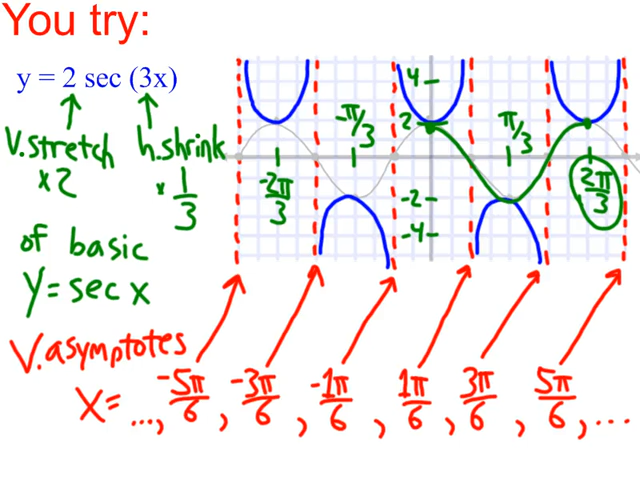 You try:
y = 2 sec (3x)
V. stretch
× 2
h. shrink
× 1/3
of basic
y = sec x
4
2
-2
-4
-2π/3
-π/3
π/3
2π/3
V. asymptotes
x = ..., -5π/6, -3π/6, -1π/6, 1π/6, 3π/6, 5π/6, ...